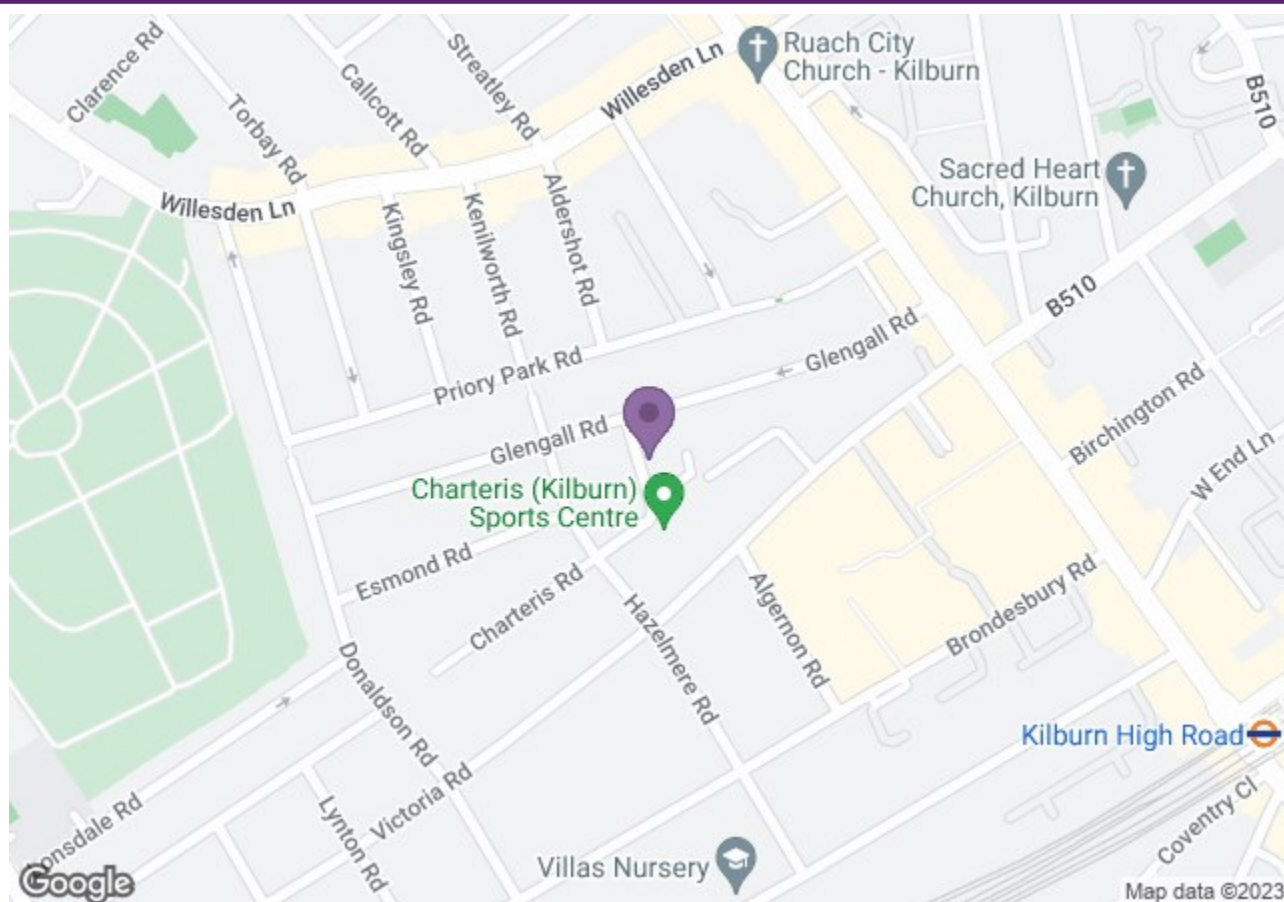 Clarence Rd
Torbay Rd
Callcott Rd
Streatley Rd
Willesden Ln
Ruach City
Church - Kilburn
B510
Sacred Heart
Church, Kilburn
Willesden Ln
Kingsley Rd
Kenilworth Rd
Aldershot Rd
B510
Glengall Rd
Priory Park Rd
Birchington Rd
W End Ln
Glengall Rd
Charteris (Kilburn)
Sports Centre
Esmond Rd
Charteris Rd
Hazelmere Rd
Algernon Rd
Brondesbury Rd
Donaldson Rd
Kilburn High Road
onsdale Rd
Lynton Rd
Victoria Rd
Villas Nursery
Coventry Cl
Google
Map data ©2023